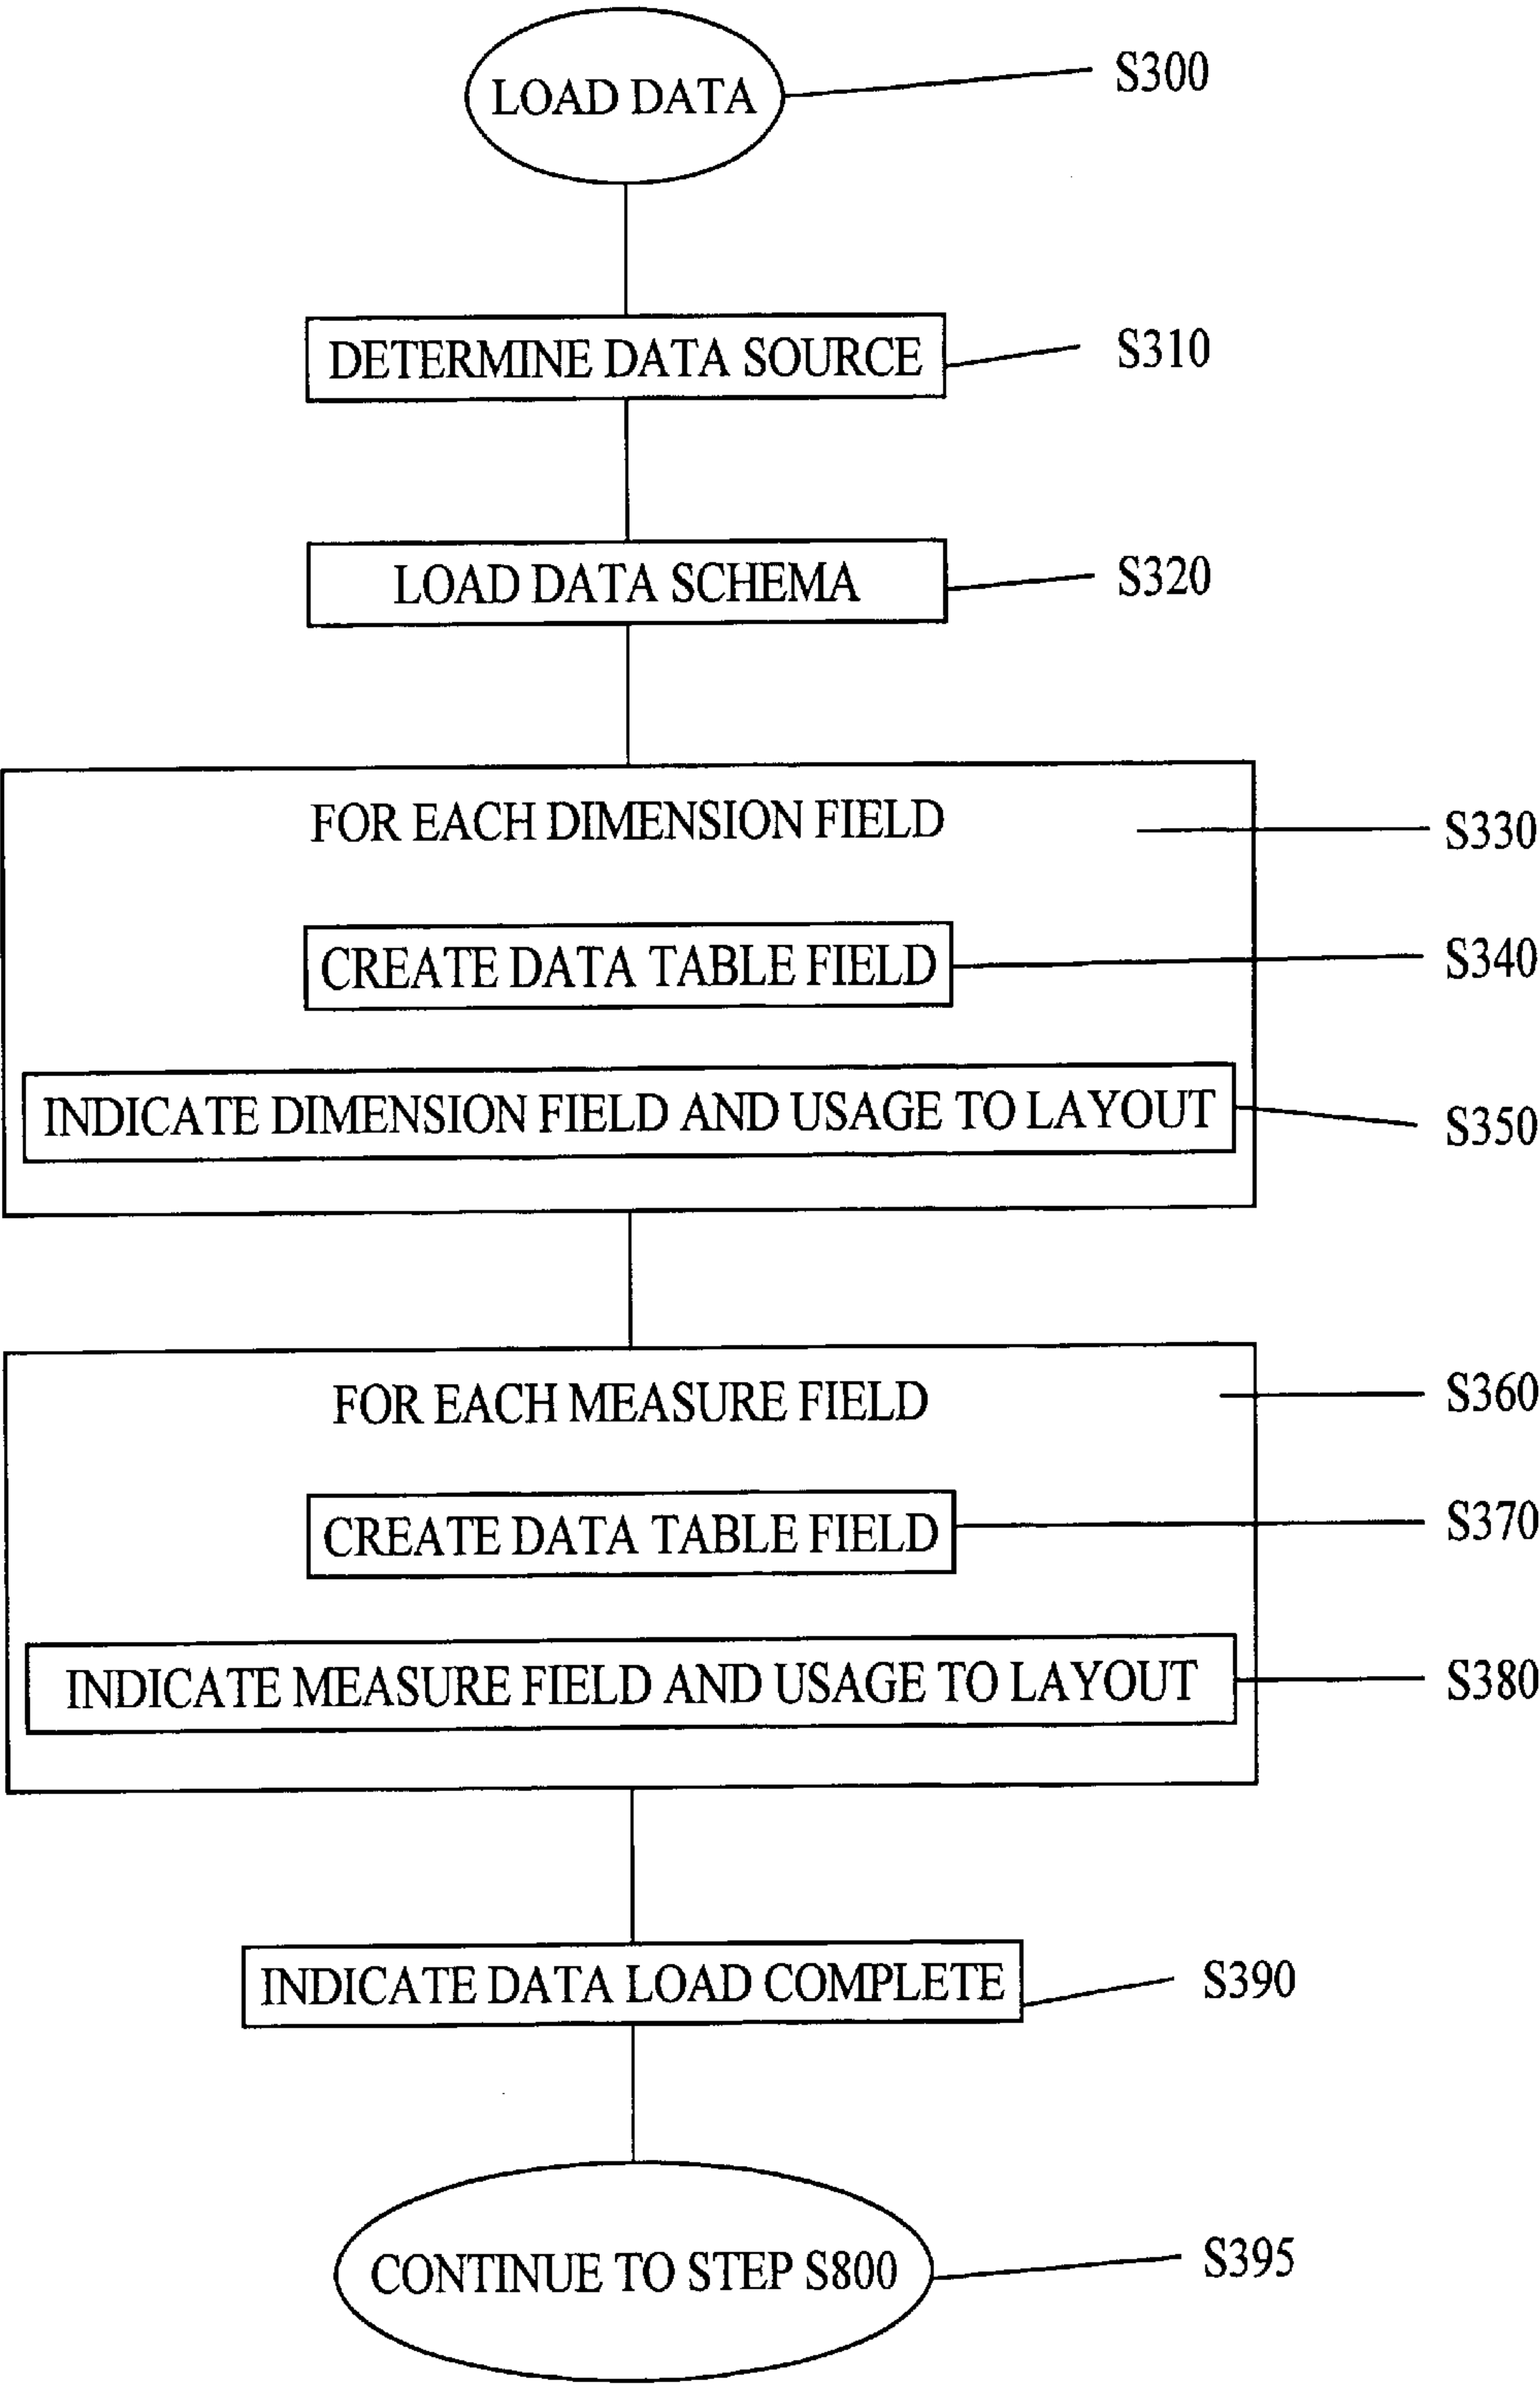 LOAD DATA
S300
DETERMINE DATA SOURCE
S310
LOAD DATA SCHEMA
S320
FOR EACH DIMENSION FIELD
S330
CREATE DATA TABLE FIELD
S340
INDICATE DIMENSION FIELD AND USAGE TO LAYOUT
S350
FOR EACH MEASURE FIELD
S360
CREATE DATA TABLE FIELD
S370
INDICATE MEASURE FIELD AND USAGE TO LAYOUT
S380
INDICATE DATA LOAD COMPLETE
S390
CONTINUE TO STEP S800
S395